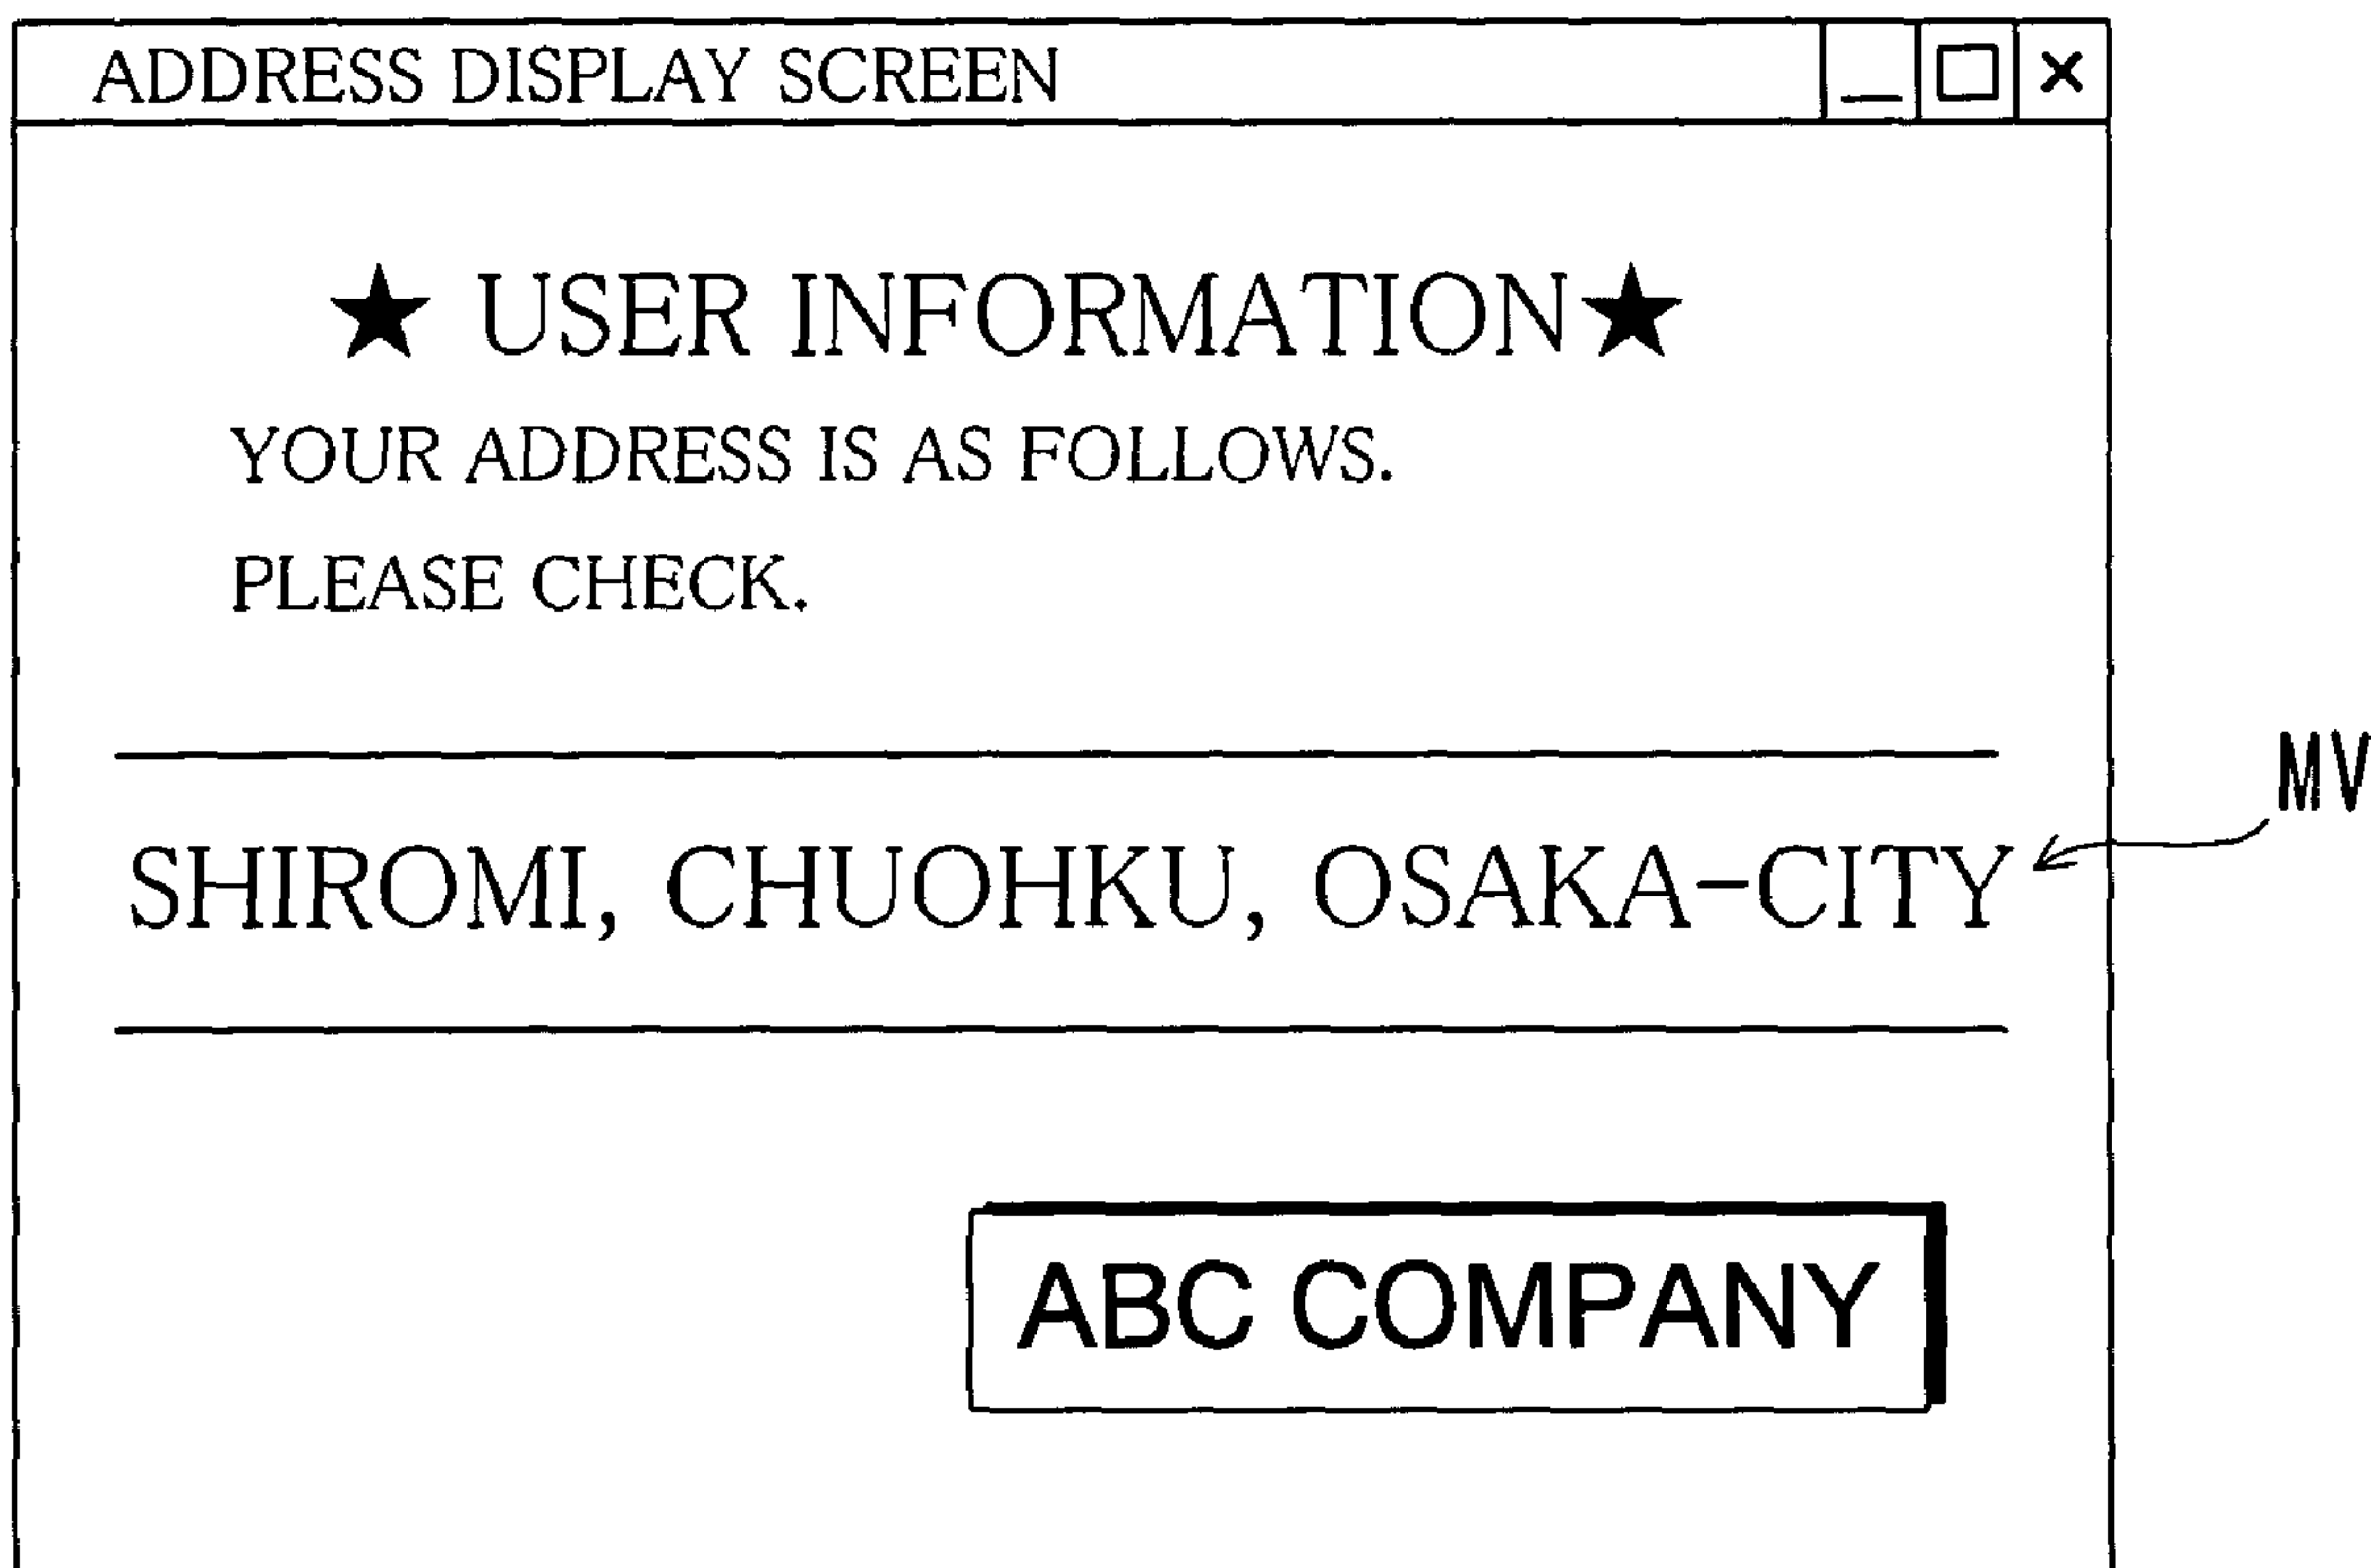 ADDRESS DISPLAY SCREEN
★ USER INFORMATION★
YOUR ADDRESS IS AS FOLLOWS.
PLEASE CHECK.
MV
SHIROMI, CHUOHKU, OSAKA-CITY
ABC COMPANY